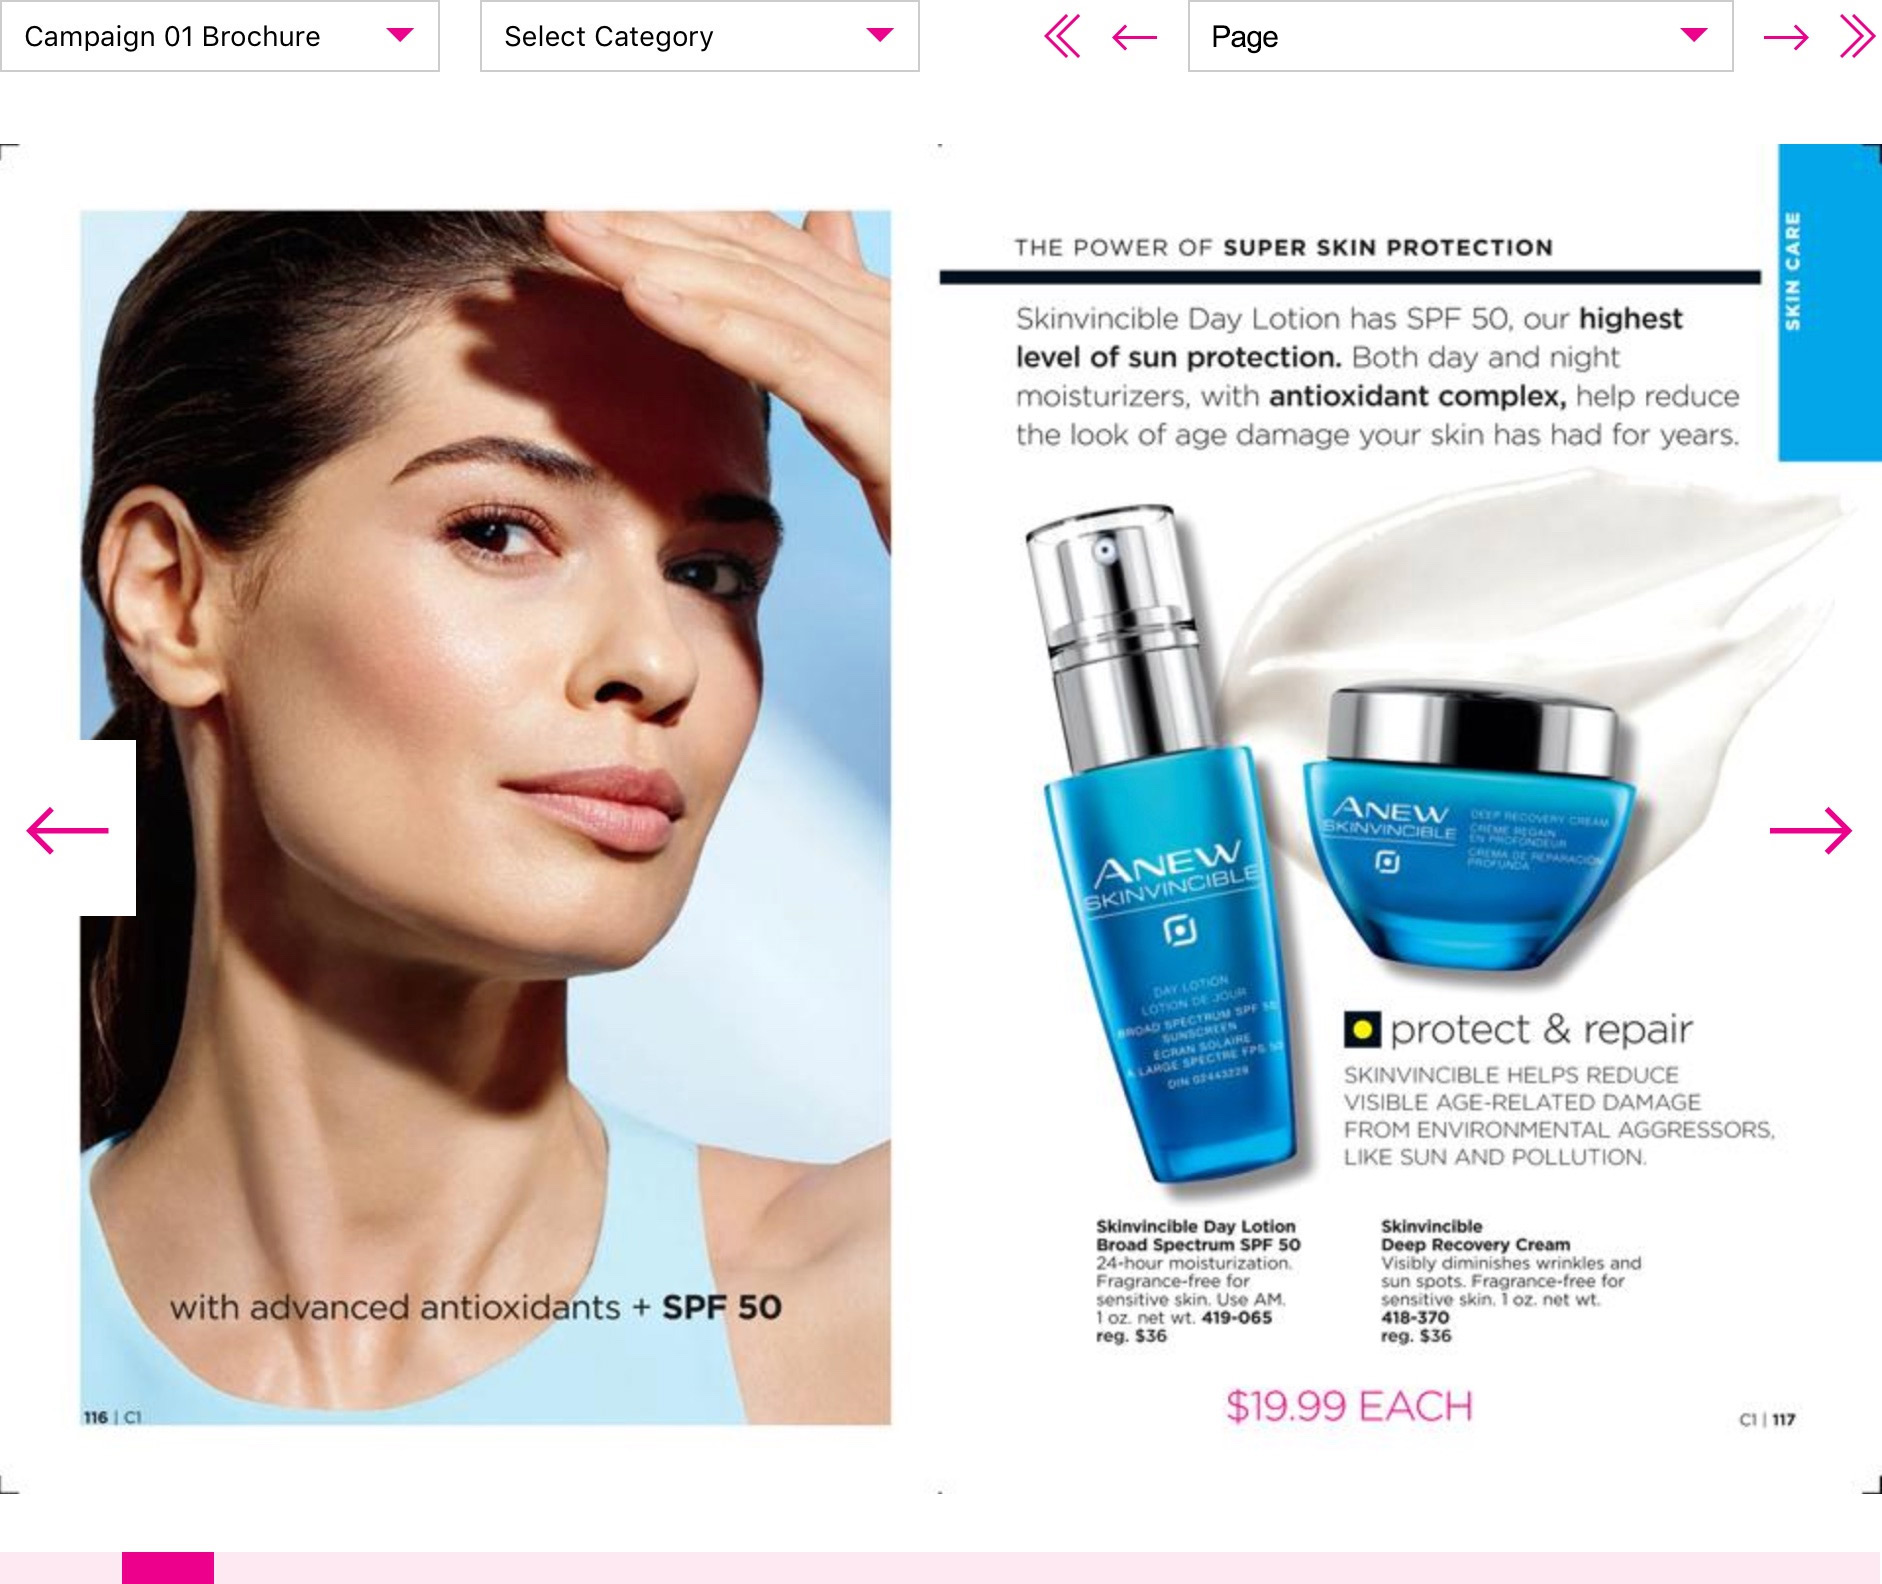 Campaign 01 Brochure
Select Category
Page
with advanced antioxidants + SPF 50
116 | C1
SKIN CARE
THE POWER OF SUPER SKIN PROTECTION
Skinvincible Day Lotion has SPF 50, our highest
level of sun protection. Both day and night
moisturizers, with antioxidant complex, help reduce
the look of age damage your skin has had for years.
ANEW
SKINVINCIBLE
DAY LOTION
LOTION DE JOUR
BROAD SPECTRUM SPF 50
SUNSCREEN
ÉCRAN SOLAIRE
À LARGE SPECTRE FPS 50
DIN 02443228
ANEW
SKINVINCIBLE
DEEP RECOVERY CREAM
CRÈME REGAIN
EN PROFONDEUR
CREMA DE REPARACIÓN
PROFUNDA
protect & repair
SKINVINCIBLE HELPS REDUCE
VISIBLE AGE-RELATED DAMAGE
FROM ENVIRONMENTAL AGGRESSORS,
LIKE SUN AND POLLUTION.
Skinvincible Day Lotion
Broad Spectrum SPF 50
24-hour moisturization.
Fragrance-free for
sensitive skin. Use AM.
1 oz. net wt. 419-065
reg. $36
Skinvincible
Deep Recovery Cream
Visibly diminishes wrinkles and
sun spots. Fragrance-free for
sensitive skin. 1 oz. net wt.
418-370
reg. $36
$19.99 EACH
C1 | 117